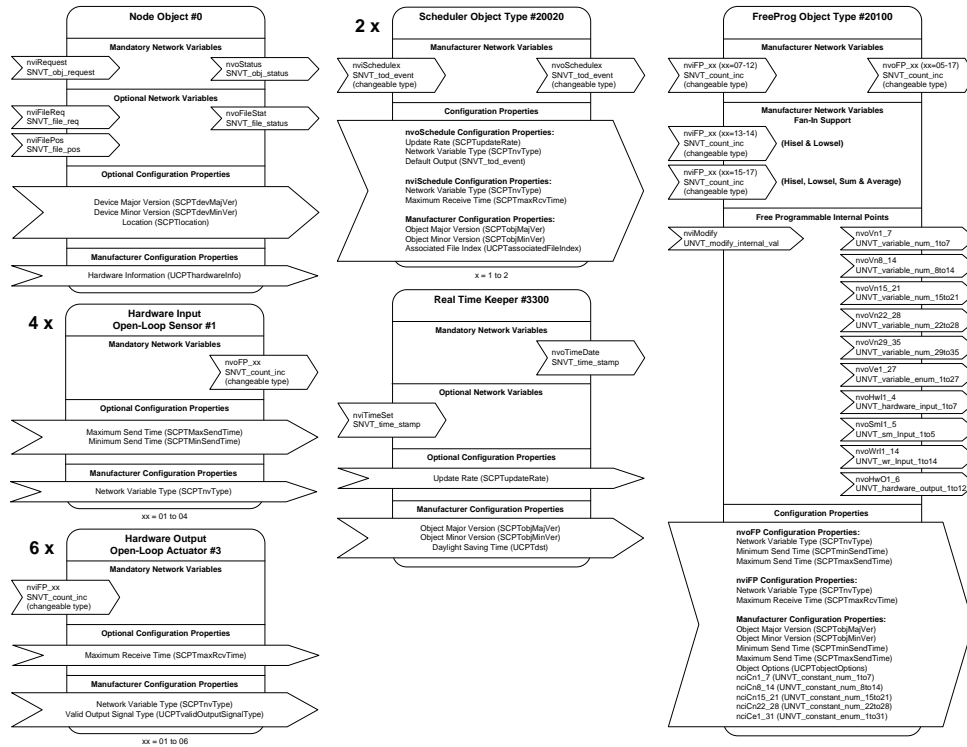 Node Object #0
Mandatory Network Variables
nviRequest
SNVT_obj_request
nvoStatus
SNVT_obj_status
Optional Network Variables
nviFileReq
SNVT_file_req
nvoFileStat
SNVT_file_status
nviFilePos
SNVT_file_pos
Optional Configuration Properties
Device Major Version (SCPTdevMajVer)
Device Minor Version (SCPTdevMinVer)
Location (SCPTlocation)
Manufacturer Configuration Properties
Hardware Information (UCPThardwareInfo)
4 x
Hardware Input
Open-Loop Sensor #1
Mandatory Network Variables
nvoFP_xx
SNVT_count_inc
(changeable type)
Optional Configuration Properties
Maximum Send Time (SCPTMaxSendTime)
Minimum Send Time (SCPTMinSendTime)
Manufacturer Configuration Properties
Network Variable Type (SCPTnvType)
xx = 01 to 04
6 x
Hardware Output
Open-Loop Actuator #3
Mandatory Network Variables
nviFP_xx
SNVT_count_inc
(changeable type)
Optional Configuration Properties
Maximum Receive Time (SCPTmaxRcvTime)
Manufacturer Configuration Properties
Network Variable Type (SCPTnvType)
Valid Output Signal Type (UCPTvalidOutputSignalType)
xx = 01 to 06
2 x
Scheduler Object Type #20020
Manufacturer Network Variables
nviSchedulex
SNVT_tod_event
(changeable type)
nvoSchedulex
SNVT_tod_event
(changeable type)
Configuration Properties
nvoSchedule Configuration Properties:
Update Rate (SCPTupdateRate)
Network Variable Type (SCPTnvType)
Default Output (SNVT_tod_event)
nviSchedule Configuration Properties:
Network Variable Type (SCPTnvType)
Maximum Receive Time (SCPTmaxRcvTime)
Manufacturer Configuration Properties:
Object Major Version (SCPTobjMajVer)
Object Minor Version (SCPTobjMinVer)
Associated File Index (UCPTassociatedFileIndex)
x = 1 to 2
Real Time Keeper #3300
Mandatory Network Variables
nvoTimeDate
SNVT_time_stamp
Optional Network Variables
nviTimeSet
SNVT_time_stamp
Optional Configuration Properties
Update Rate (SCPTupdateRate)
Manufacturer Configuration Properties
Object Major Version (SCPTobjMajVer)
Object Minor Version (SCPTobjMinVer)
Daylight Saving Time (UCPTdst)
FreeProg Object Type #20100
Manufacturer Network Variables
nviFP_xx (xx=07-12)
SNVT_count_inc
(changeable type)
nvoFP_xx (xx=05-17)
SNVT_count_inc
(changeable type)
Manufacturer Network Variables
Fan-In Support
nviFP_xx (xx=13-14)
SNVT_count_inc
(changeable type)
(Hisel & Lowsel)
nviFP_xx (xx=15-17)
SNVT_count_inc
(changeable type)
(Hisel, Lowsel, Sum & Average)
Free Programmable Internal Points
nviModify
UNVT_modify_internal_val
nvoVn1_7
UNVT_variable_num_1to7
nvoVn8_14
UNVT_variable_num_8to14
nvoVn15_21
UNVT_variable_num_15to21
nvoVn22_28
UNVT_variable_num_22to28
nvoVn29_35
UNVT_variable_num_29to35
nvoVe1_27
UNVT_variable_enum_1to27
nvoHwI1_4
UNVT_hardware_input_1to7
nvoSmI1_5
UNVT_sm_Input_1to5
nvoWrI1_14
UNVT_wr_Input_1to14
nvoHwO1_6
UNVT_hardware_output_1to12
Configuration Properties
nvoFP Configuration Properties:
Network Variable Type (SCPTnvType)
Minimum Send Time (SCPTminSendTime)
Maximum Send Time (SCPTmaxSendTime)
nviFP Configuration Properties:
Network Variable Type (SCPTnvType)
Maximum Receive Time (SCPTmaxRcvTime)
Manufacturer Configuration Properties:
Object Major Version (SCPTobjMajVer)
Object Minor Version (SCPTobjMinVer)
Minimum Send Time (SCPTminSendTime)
Maximum Send Time (SCPTmaxSendTime)
Object Options (UCPTobjectOptions)
nciCn1_7 (UNVT_constant_num_1to7)
nciCn8_14 (UNVT_constant_num_8to14)
nciCn15_21 (UNVT_constant_num_15to21)
nciCn22_28 (UNVT_constant_num_22to28)
nciCe1_31 (UNVT_constant_enum_1to31)